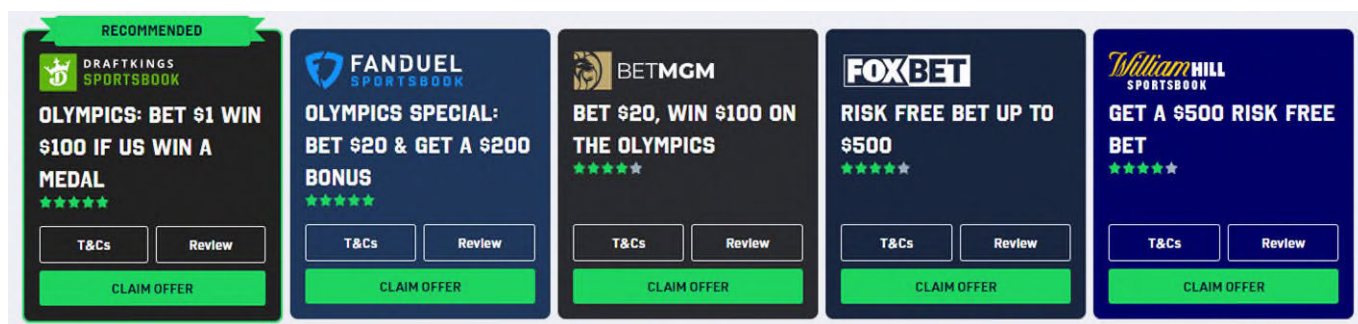 RECOMMENDED
DRAFTKINGS
SPORTSBOOK
OLYMPICS: BET $1 WIN
$100 IF US WIN A
MEDAL
T&Cs Review
CLAIM OFFER
FANDUEL
SPORTSBOOK
OLYMPICS SPECIAL:
BET $20 & GET A $200
BONUS
T&Cs Review
CLAIM OFFER
BETMGM
BET $20, WIN $100 ON
THE OLYMPICS
T&Cs Review
CLAIM OFFER
FOX BET
RISK FREE BET UP TO
$500
T&Cs Review
CLAIM OFFER
William HILL
SPORTSBOOK
GET A $500 RISK FREE
BET
T&Cs Review
CLAIM OFFER